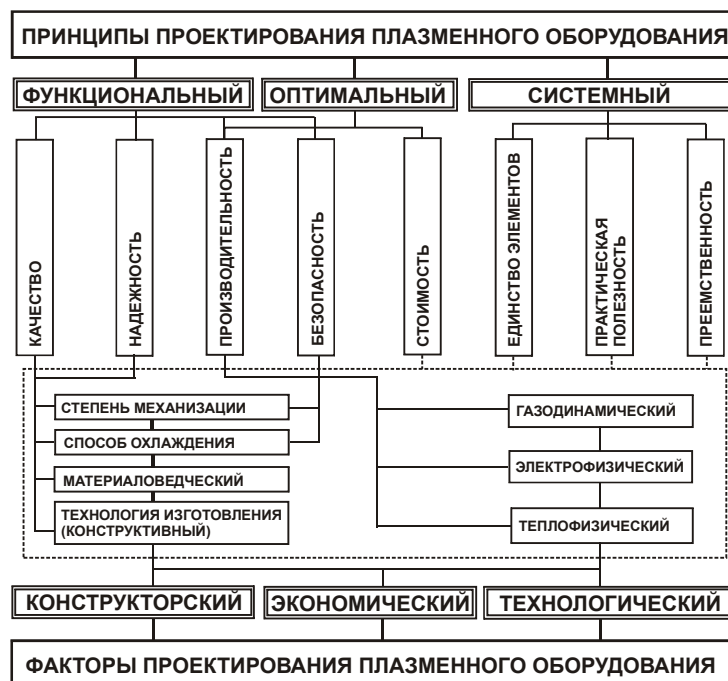 ПРИНЦИПЫ ПРОЕКТИРОВАНИЯ ПЛАЗМЕННОГО ОБОРУДОВАНИЯ
ФУНКЦИОНАЛЬНЫЙ
ОПТИМАЛЬНЫЙ
СИСТЕМНЫЙ
КАЧЕСТВО
НАДЕЖНОСТЬ
ПРОИЗВОДИТЕЛЬНОСТЬ
БЕЗОПАСНОСТЬ
СТОИМОСТЬ
ЕДИНСТВО ЭЛЕМЕНТОВ
ПРАКТИЧЕСКАЯ
ПОЛЕЗНОСТЬ
ПРЕЕМСТВЕННОСТЬ
СТЕПЕНЬ МЕХАНИЗАЦИИ
СПОСОБ ОХЛАЖДЕНИЯ
МАТЕРИАЛОВЕДЧЕСКИЙ
ТЕХНОЛОГИЯ ИЗГОТОВЛЕНИЯ
(КОНСТРУКТИВНЫЙ)
ГАЗОДИНАМИЧЕСКИЙ
ЭЛЕКТРОФИЗИЧЕСКИЙ
ТЕПЛОФИЗИЧЕСКИЙ
КОНСТРУКТОРСКИЙ
ЭКОНОМИЧЕСКИЙ
ТЕХНОЛОГИЧЕСКИЙ
ФАКТОРЫ ПРОЕКТИРОВАНИЯ ПЛАЗМЕННОГО ОБОРУДОВАНИЯ